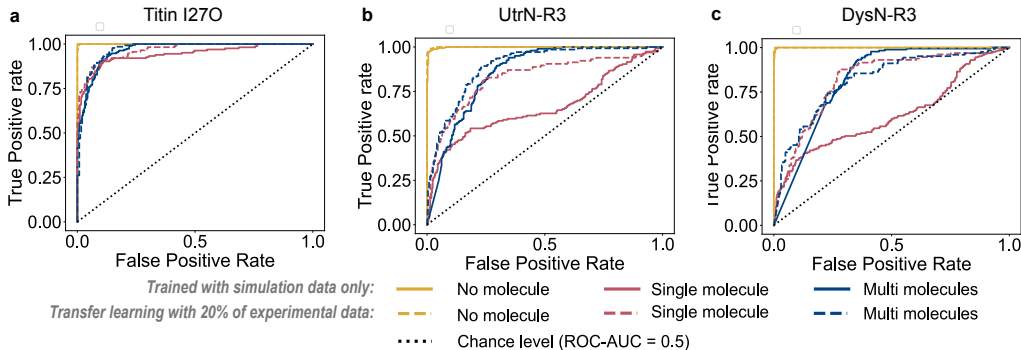 a Titin I27O
b UtrN-R3
c DysN-R3
True Positive rate
1.00
0.75
0.50
0.25
0.00
0.0 0.5 1.0
False Positive Rate
True Positive Rate
1.00
0.75
0.50
0.25
0.00
0.0 0.5 1.0
False Positive Rate
True Positive Rate
1.00
0.75
0.50
0.25
0.00
0.0 0.5 1.0
False Positive Rate
Trained with simulation data only: No molecule Single molecule Multi molecules
Transfer learning with 20% of experimental data: No molecule Single molecule Multi molecules
Chance level (ROC-AUC = 0.5)